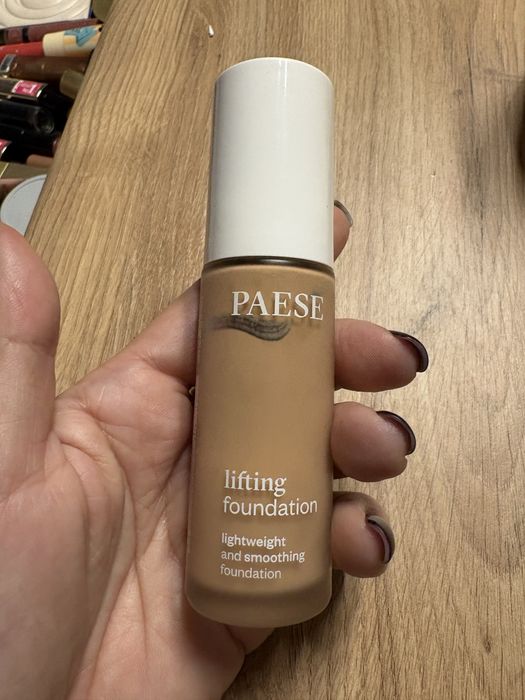 PAESE
lifting
foundation
lightweight
and smoothing
foundation